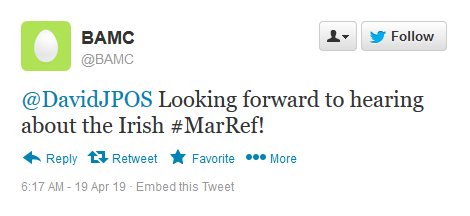 BAMC
@BAMC
Follow
@DavidJPOS Looking forward to hearing
about the Irish #MarRef!
Reply Retweet Favorite More
6:17 AM - 19 Apr 19 · Embed this Tweet